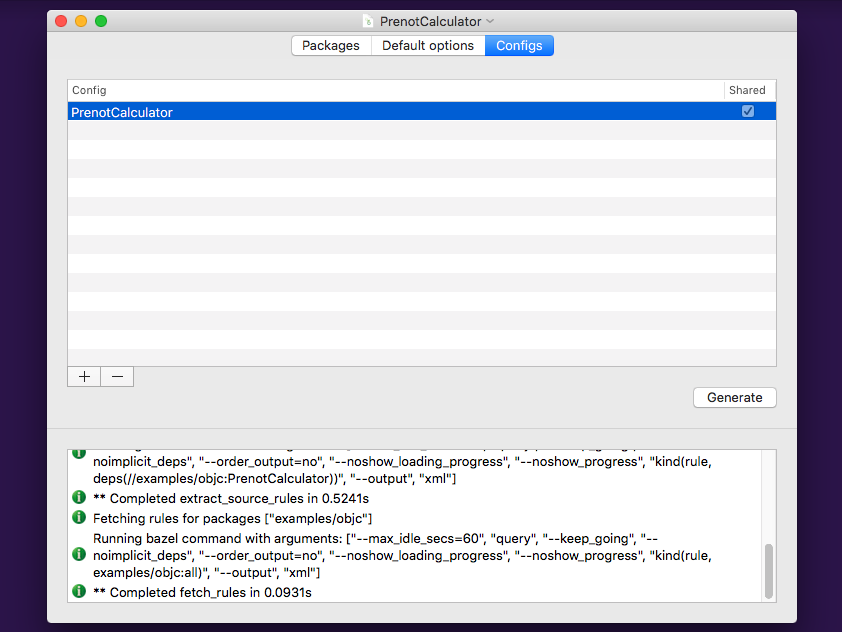 PrenotCalculator
Packages Default options Configs
Config Shared
PrenotCalculator
+ −
Generate
noimplicit_deps", "--order_output=no", "--noshow_loading_progress", "--noshow_progress", "kind(rule,
deps(//examples/objc:PrenotCalculator))", "--output", "xml"]
** Completed extract_source_rules in 0.5241s
Fetching rules for packages ["examples/objc"]
Running bazel command with arguments: ["--max_idle_secs=60", "query", "--keep_going", "--
noimplicit_deps", "--order_output=no", "--noshow_loading_progress", "--noshow_progress", "kind(rule,
examples/objc:all)", "--output", "xml"]
** Completed fetch_rules in 0.0931s